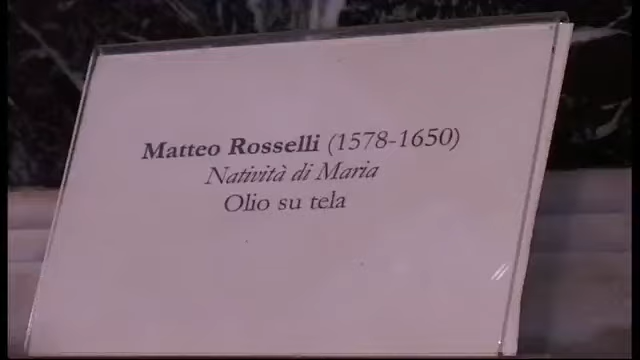 Matteo Rosselli (1578-1650)
Natività di Maria
Olio su tela